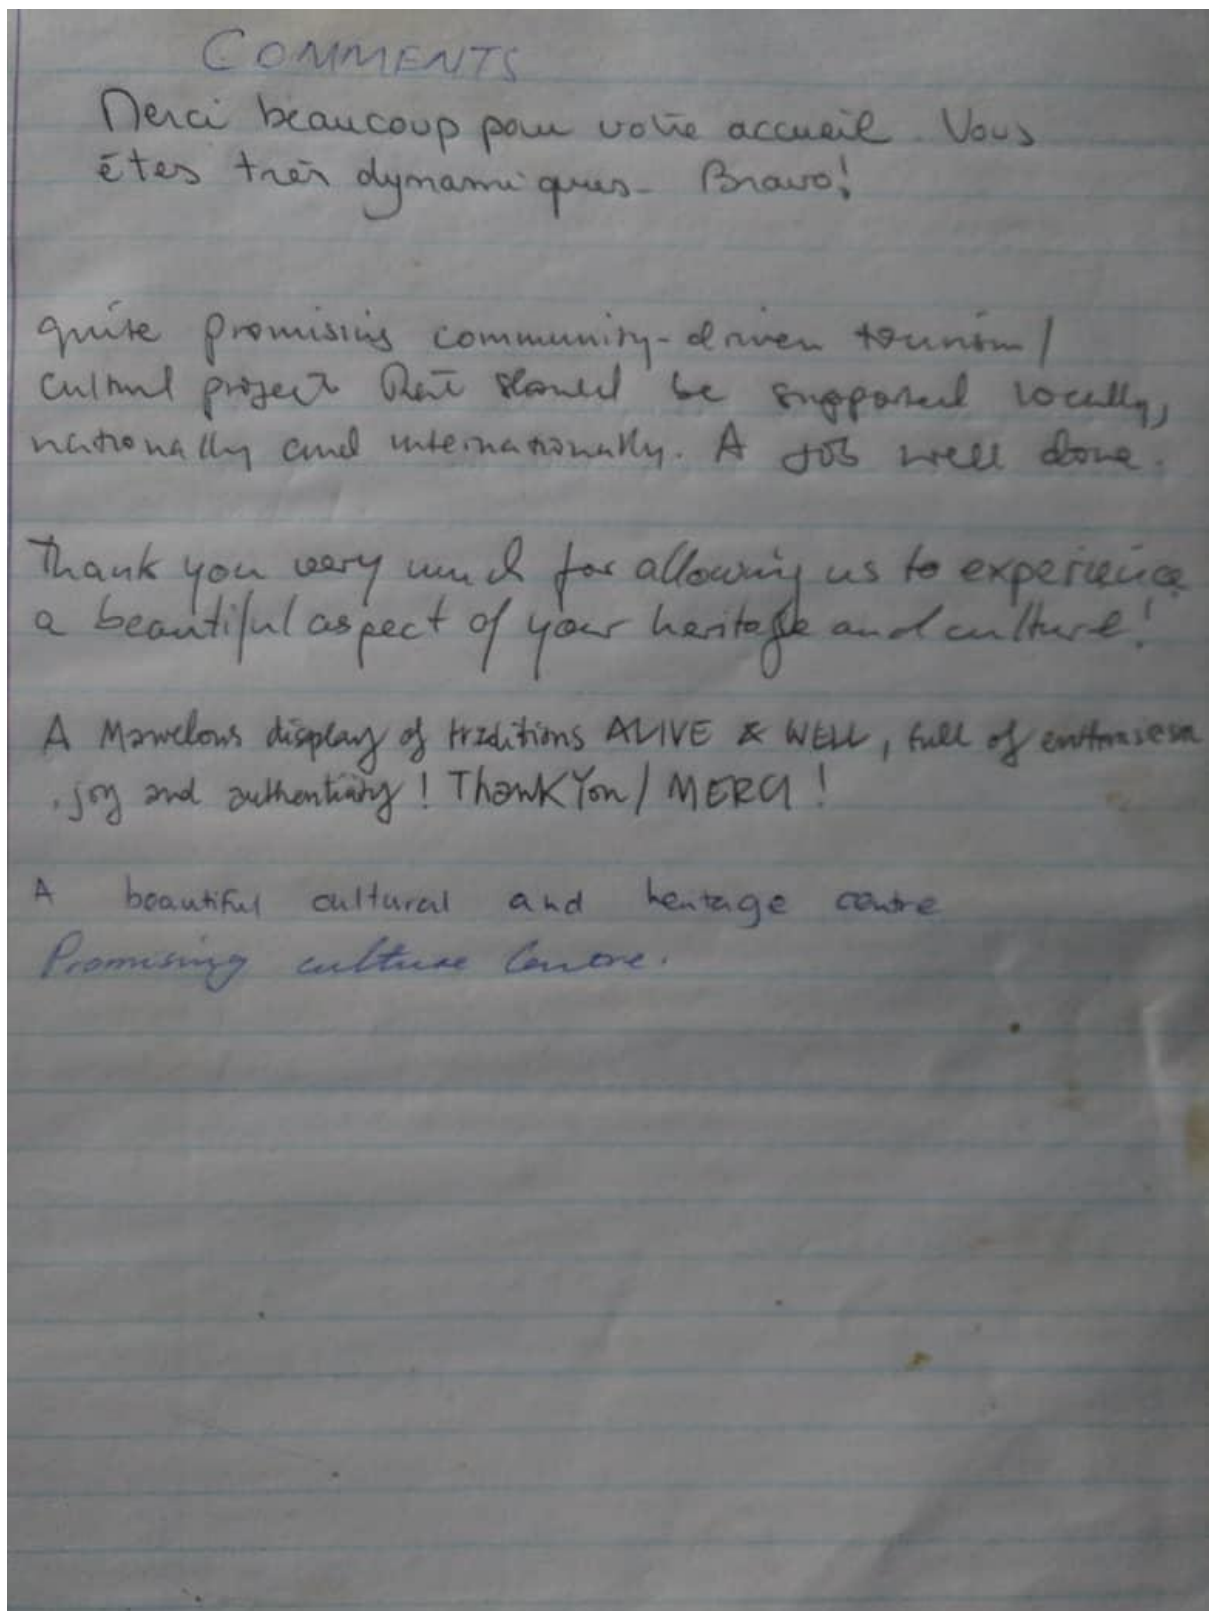 COMMENTS
Merci beaucoup pour votre accueil. Vous
êtes très dynamiques - Bravo!
quite promising community-driven tourism/
cultural project that should be supported locally,
nationally and internationally. A job well done.
Thank you very much for allowing us to experience
a beautiful aspect of your heritage and culture!
A Marvelous display of traditions ALIVE & WELL, full of enthusiasm
, joy and authenticity! Thank You / MERCI!
A beautiful cultural and heritage centre
Promising culture Centre.